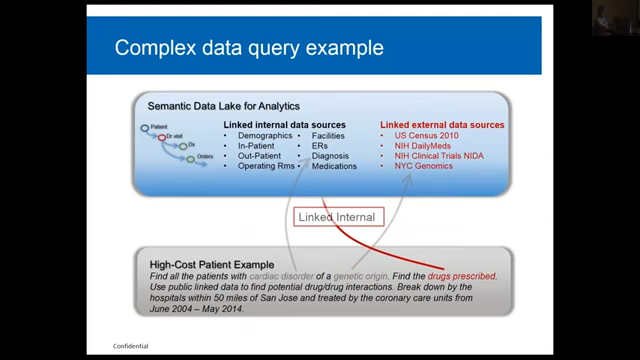 Complex data query example
Semantic Data Lake for Analytics
Patient
Dr visit
Dx
Orders
Linked internal data sources
• Demographics
• In-Patient
• Out-Patient
• Operating Rms
• Facilities
• ERs
• Diagnosis
• Medications
Linked external data sources
• US Census 2010
• NIH DailyMeds
• NIH Clinical Trials NIDA
• NYC Genomics
Linked Internal
High-Cost Patient Example
Find all the patients with cardiac disorder of a genetic origin. Find the drugs prescribed.
Use public linked data to find potential drug/drug interactions. Break down by the
hospitals within 50 miles of San Jose and treated by the coronary care units from
June 2004 – May 2014.
Confidential